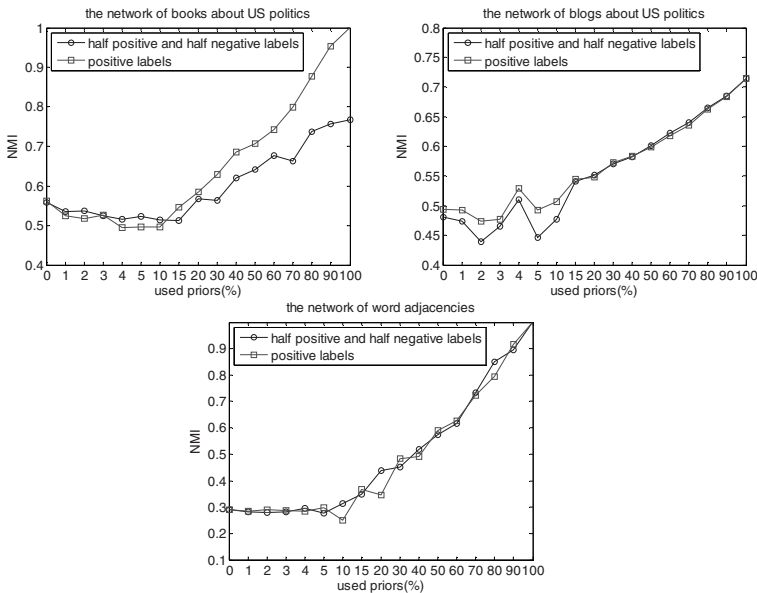 the network of books about US politics
half positive and half negative labels
positive labels
NMI
1
0.9
0.8
0.7
0.6
0.5
0.4
0 1 2 3 4 5 10 15 20 30 40 50 60 70 80 90 100
used priors(%)
the network of blogs about US politics
half positive and half negative labels
positive labels
NMI
0.8
0.75
0.7
0.65
0.6
0.55
0.5
0.45
0.4
0 1 2 3 4 5 10 15 20 30 40 50 60 70 80 90 100
used priors(%)
the network of word adjacencies
half positive and half negative labels
positive labels
NMI
0.9
0.8
0.7
0.6
0.5
0.4
0.3
0.2
0.1
0 1 2 3 4 5 10 15 20 30 40 50 60 70 80 90 100
used priors(%)